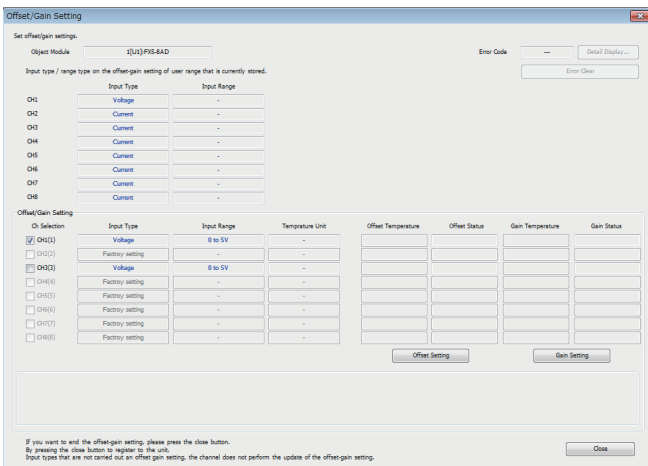 Offset/Gain Setting
Set offset/gain settings.
Object Module 1[U1]:FX5-8AD Error Code --- Detail Display...
Input type / range type on the offset-gain setting of user range that is currently stored. Error Clear
Input Type Input Range
CH1 Voltage -
CH2 Current -
CH3 Current -
CH4 Current -
CH5 Current -
CH6 Current -
CH7 Current -
CH8 Current -
Offset/Gain Setting
Ch Selection Input Type Input Range Temprature Unit Offset Temperature Offset Status Gain Temperature Gain Status
CH1(1) Voltage 0 to 5V -
CH2(2) Factroy setting - -
CH3(3) Voltage 0 to 5V -
CH4(4) Factroy setting - -
CH5(5) Factroy setting - -
CH6(6) Factroy setting - -
CH7(7) Factroy setting - -
CH8(8) Factroy setting - -
Offset Setting Gain Setting
If you want to end the offset-gain setting, please press the close button.
By pressing the close button to register to the unit.
Input types that are not carried out an offset gain setting, the channel does not perform the update of the offset-gain setting.
Close